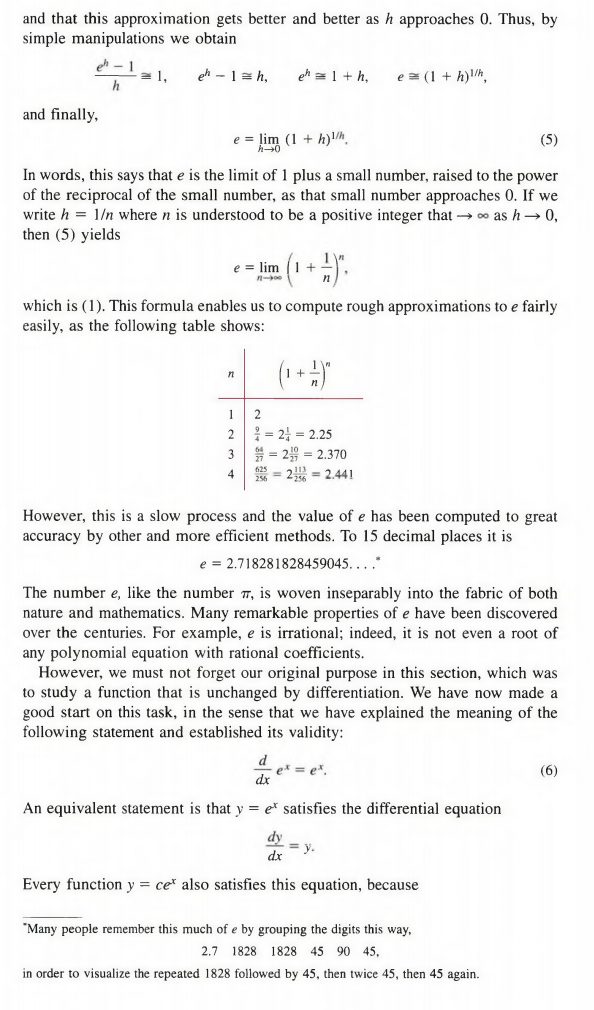 and that this approximation gets better and better as h approaches 0. Thus, by
simple manipulations we obtain
(e^h − 1)/h ≅ 1, e^h − 1 ≅ h, e^h ≅ 1 + h, e ≅ (1 + h)^{1/h},
and finally,
e = lim_{h→0} (1 + h)^{1/h}. (5)
In words, this says that e is the limit of 1 plus a small number, raised to the power
of the reciprocal of the small number, as that small number approaches 0. If we
write h = 1/n where n is understood to be a positive integer that → ∞ as h → 0,
then (5) yields
e = lim_{n→∞} (1 + 1/n)^n,
which is (1). This formula enables us to compute rough approximations to e fairly
easily, as the following table shows:
n (1 + 1/n)^n
1 2
2 9/4 = 2 1/4 = 2.25
3 64/27 = 2 10/27 = 2.370
4 625/256 = 2 113/256 = 2.441
However, this is a slow process and the value of e has been computed to great
accuracy by other and more efficient methods. To 15 decimal places it is
e = 2.718281828459045. . . .*
The number e, like the number π, is woven inseparably into the fabric of both
nature and mathematics. Many remarkable properties of e have been discovered
over the centuries. For example, e is irrational; indeed, it is not even a root of
any polynomial equation with rational coefficients.
However, we must not forget our original purpose in this section, which was
to study a function that is unchanged by differentiation. We have now made a
good start on this task, in the sense that we have explained the meaning of the
following statement and established its validity:
d/dx e^x = e^x. (6)
An equivalent statement is that y = e^x satisfies the differential equation
dy/dx = y.
Every function y = ce^x also satisfies this equation, because
*Many people remember this much of e by grouping the digits this way,
2.7 1828 1828 45 90 45,
in order to visualize the repeated 1828 followed by 45, then twice 45, then 45 again.